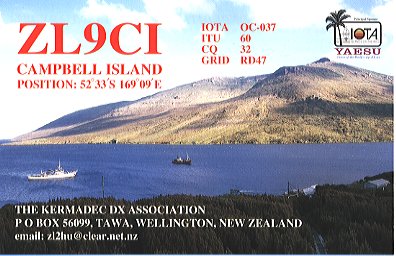 ZL9CI
CAMPBELL ISLAND
POSITION: 52°33'S 169°09'E
IOTA OC-037
ITU 60
CQ 32
GRID RD47
IOTA
YAESU
THE KERMADEC DX ASSOCIATION
P O BOX 56099, TAWA, WELLINGTON, NEW ZEALAND
email: zl2hu@clear.net.nz